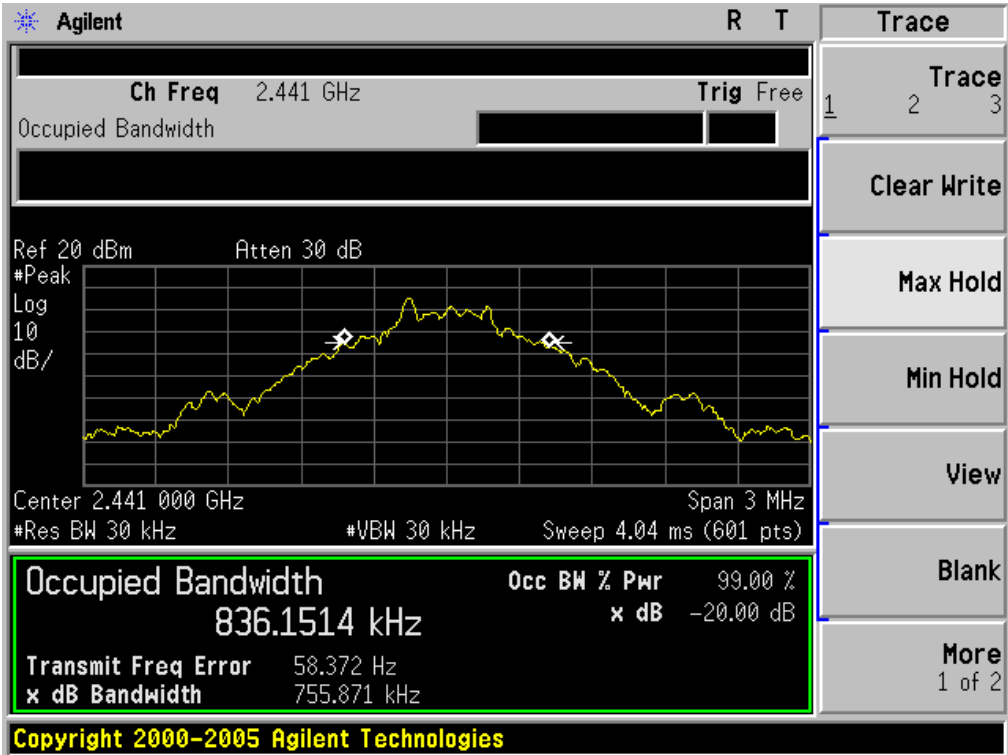 Agilent R T Trace
Ch Freq 2.441 GHz Trig Free
Occupied Bandwidth
Trace
1 2 3
Clear Write
Max Hold
Min Hold
View
Blank
More
1 of 2
Ref 20 dBm Atten 30 dB
#Peak
Log
10
dB/
Center 2.441 000 GHz Span 3 MHz
#Res BW 30 kHz #VBW 30 kHz Sweep 4.04 ms (601 pts)
Occupied Bandwidth Occ BW % Pwr 99.00 %
836.1514 kHz x dB -20.00 dB
Transmit Freq Error 58.372 Hz
x dB Bandwidth 755.871 kHz
Copyright 2000-2005 Agilent Technologies